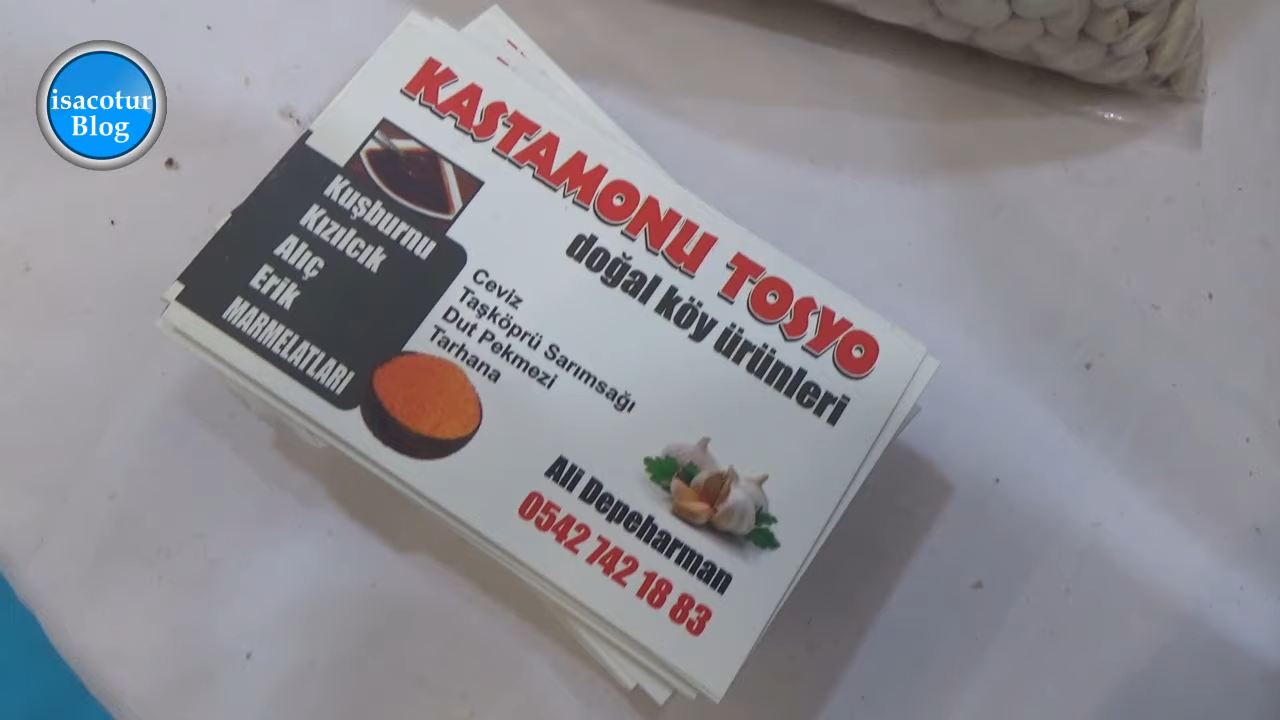 isacotur
Blog
KASTAMONU TOSYO
doğal köy ürünleri
Kuşburnu
Kızılcık
Alıç
Erik
MARMELATLARI
Ceviz
Taşköprü Sarımsağı
Dut Pekmezi
Tarhana
Ali Depeharman
0542 742 18 83